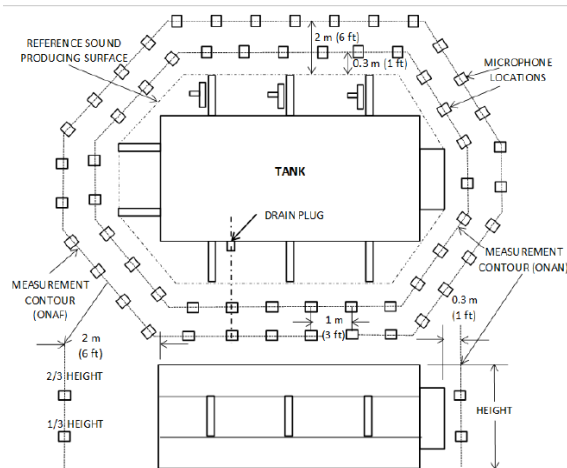 2 m (6 ft)
REFERENCE SOUND
PRODUCING SURFACE
0.3 m (1 ft)
MICROPHONE
LOCATIONS
TANK
DRAIN PLUG
MEASUREMENT
CONTOUR
(ONAF)
MEASUREMENT
CONTOUR (ONAN)
1 m
(3 ft)
0.3 m
(1 ft)
2 m
(6 ft)
2/3 HEIGHT
1/3 HEIGHT
HEIGHT